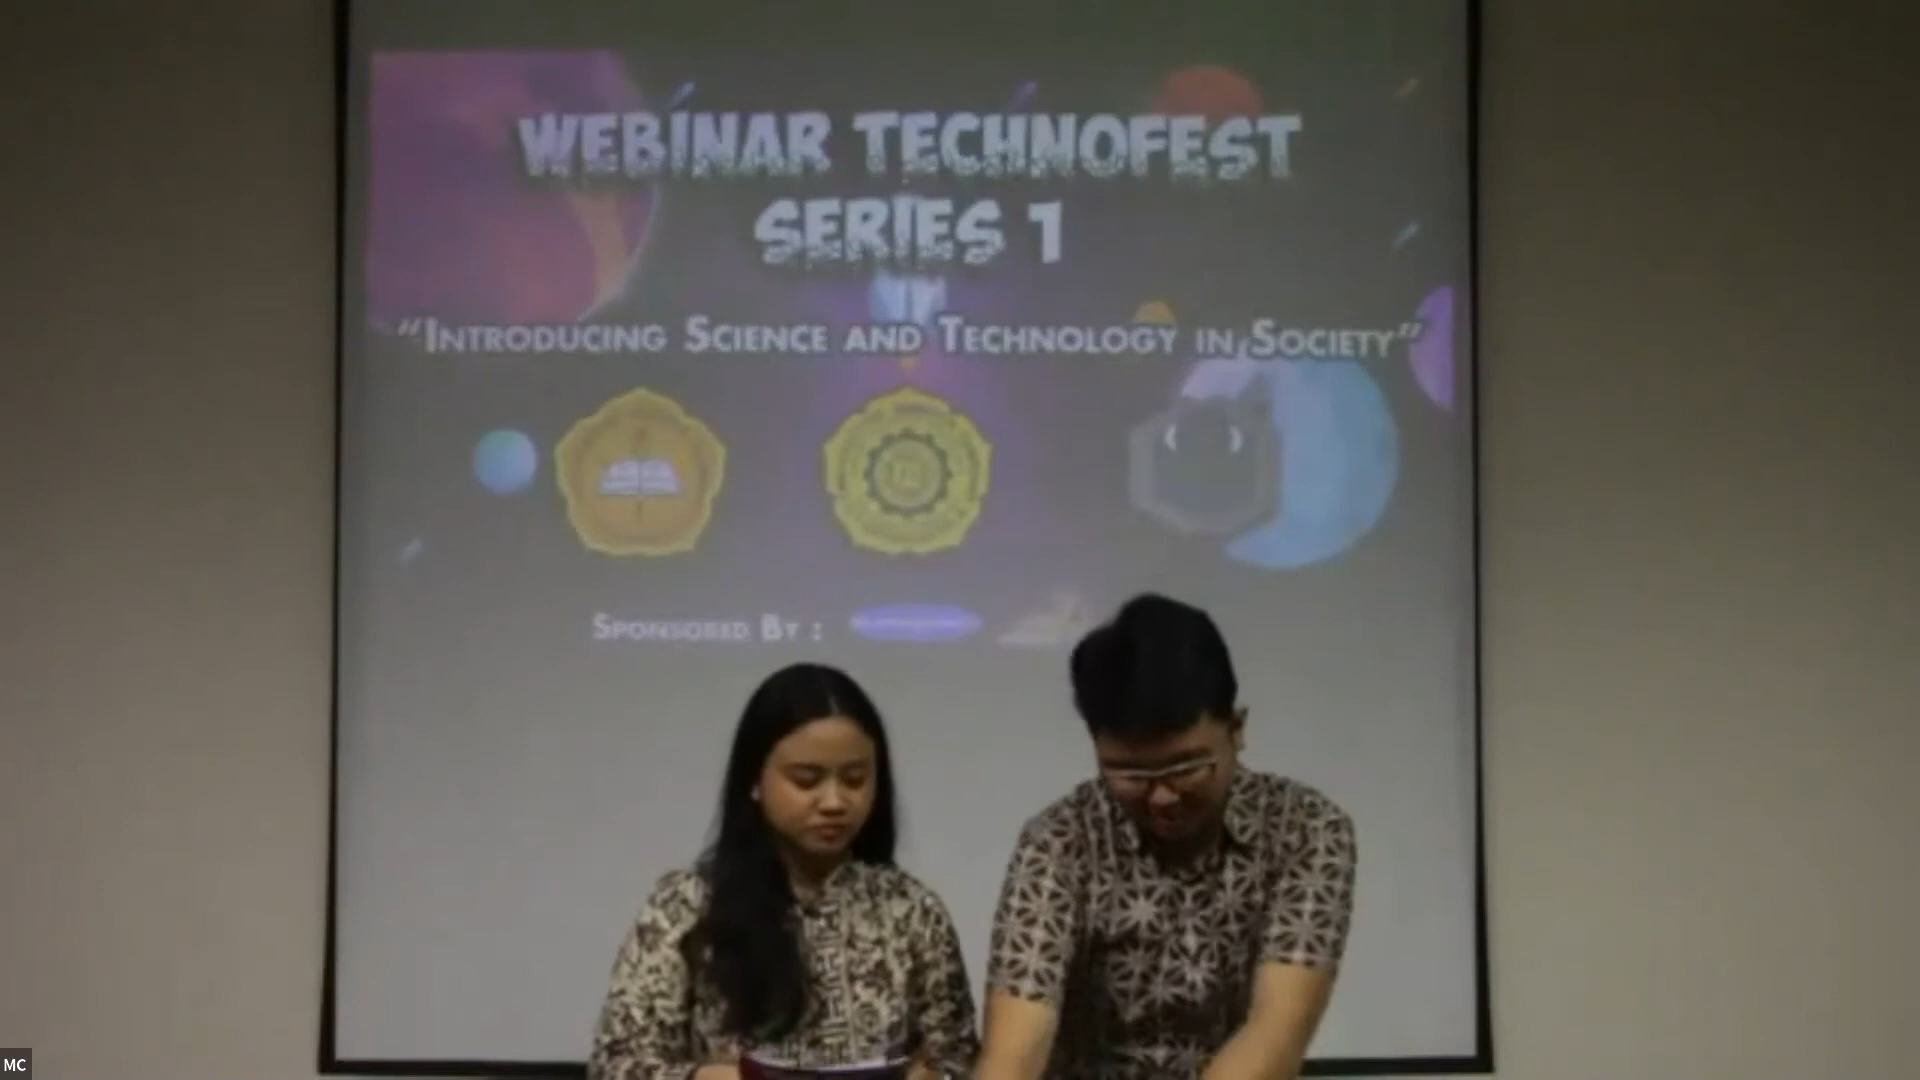 WEBINAR TECHNOFEST
SERIES 1
"INTRODUCING SCIENCE AND TECHNOLOGY IN SOCIETY"
SPONSORED BY :
MC